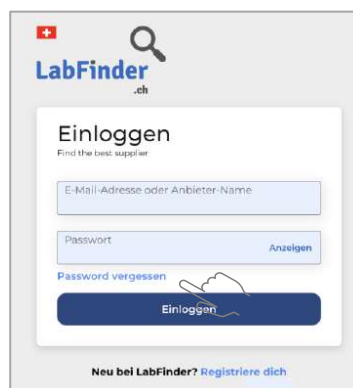 LabFinder
.ch
Einloggen
Find the best supplier
E-Mail-Adresse oder Anbieter-Name
Passwort
Anzeigen
Password vergessen
Einloggen
Neu bei LabFinder? Registriere dich